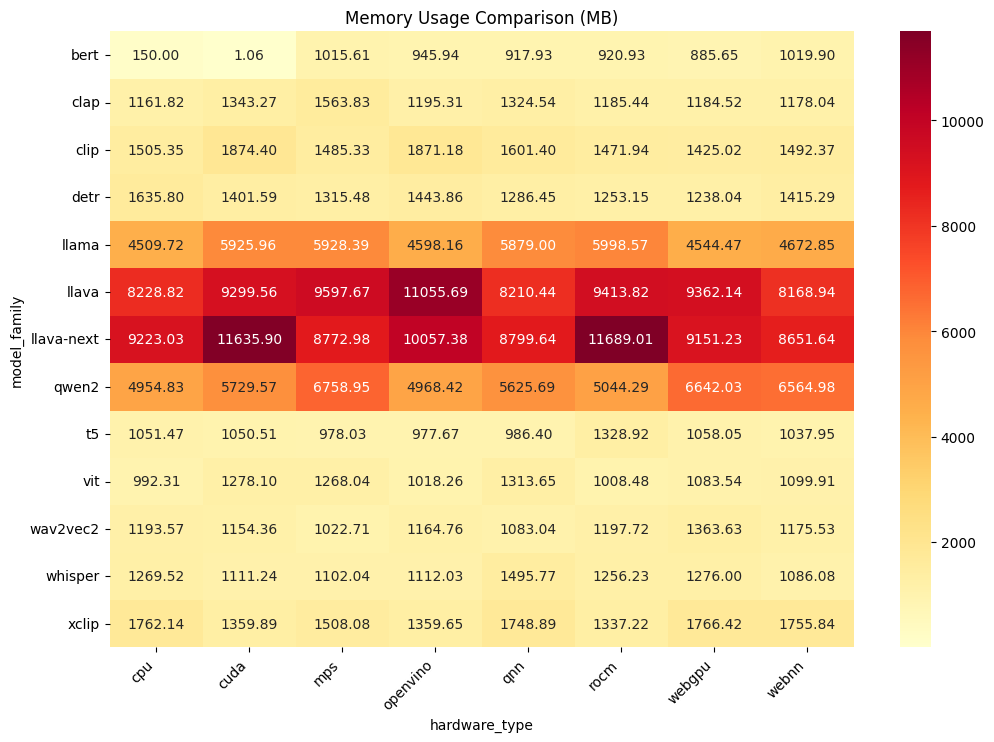 Memory Usage Comparison (MB)
model_family
bert 150.00 1.06 1015.61 945.94 917.93 920.93 885.65 1019.90
clap 1161.82 1343.27 1563.83 1195.31 1324.54 1185.44 1184.52 1178.04
clip 1505.35 1874.40 1485.33 1871.18 1601.40 1471.94 1425.02 1492.37
detr 1635.80 1401.59 1315.48 1443.86 1286.45 1253.15 1238.04 1415.29
llama 4509.72 5925.96 5928.39 4598.16 5879.00 5998.57 4544.47 4672.85
llava 8228.82 9299.56 9597.67 11055.69 8210.44 9413.82 9362.14 8168.94
llava-next 9223.03 11635.90 8772.98 10057.38 8799.64 11689.01 9151.23 8651.64
qwen2 4954.83 5729.57 6758.95 4968.42 5625.69 5044.29 6642.03 6564.98
t5 1051.47 1050.51 978.03 977.67 986.40 1328.92 1058.05 1037.95
vit 992.31 1278.10 1268.04 1018.26 1313.65 1008.48 1083.54 1099.91
wav2vec2 1193.57 1154.36 1022.71 1164.76 1083.04 1197.72 1363.63 1175.53
whisper 1269.52 1111.24 1102.04 1112.03 1495.77 1256.23 1276.00 1086.08
xclip 1762.14 1359.89 1508.08 1359.65 1748.89 1337.22 1766.42 1755.84
cpu cuda mps openvino qnn rocm webgpu webnn
hardware_type
10000
8000
6000
4000
2000